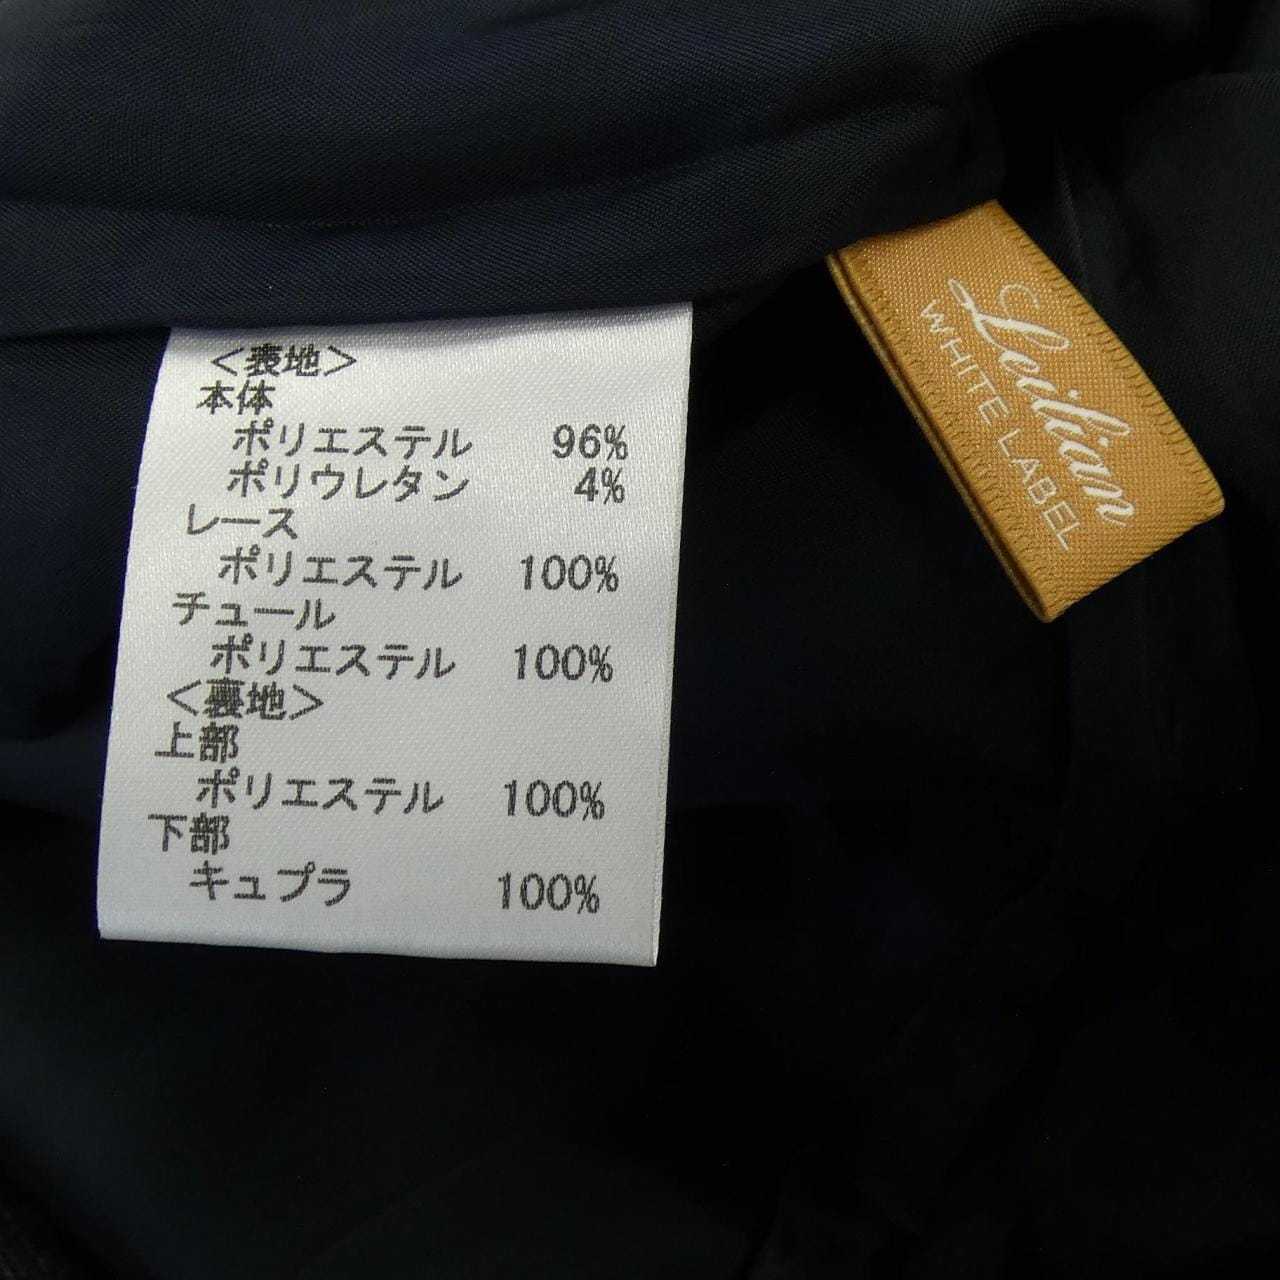 <表地>
本体
ポリエステル 96%
ポリウレタン 4%
レース
ポリエステル 100%
チュール
ポリエステル 100%
<裏地>
上部
ポリエステル 100%
下部
キュプラ 100%
Levilian
WHITE LABEL